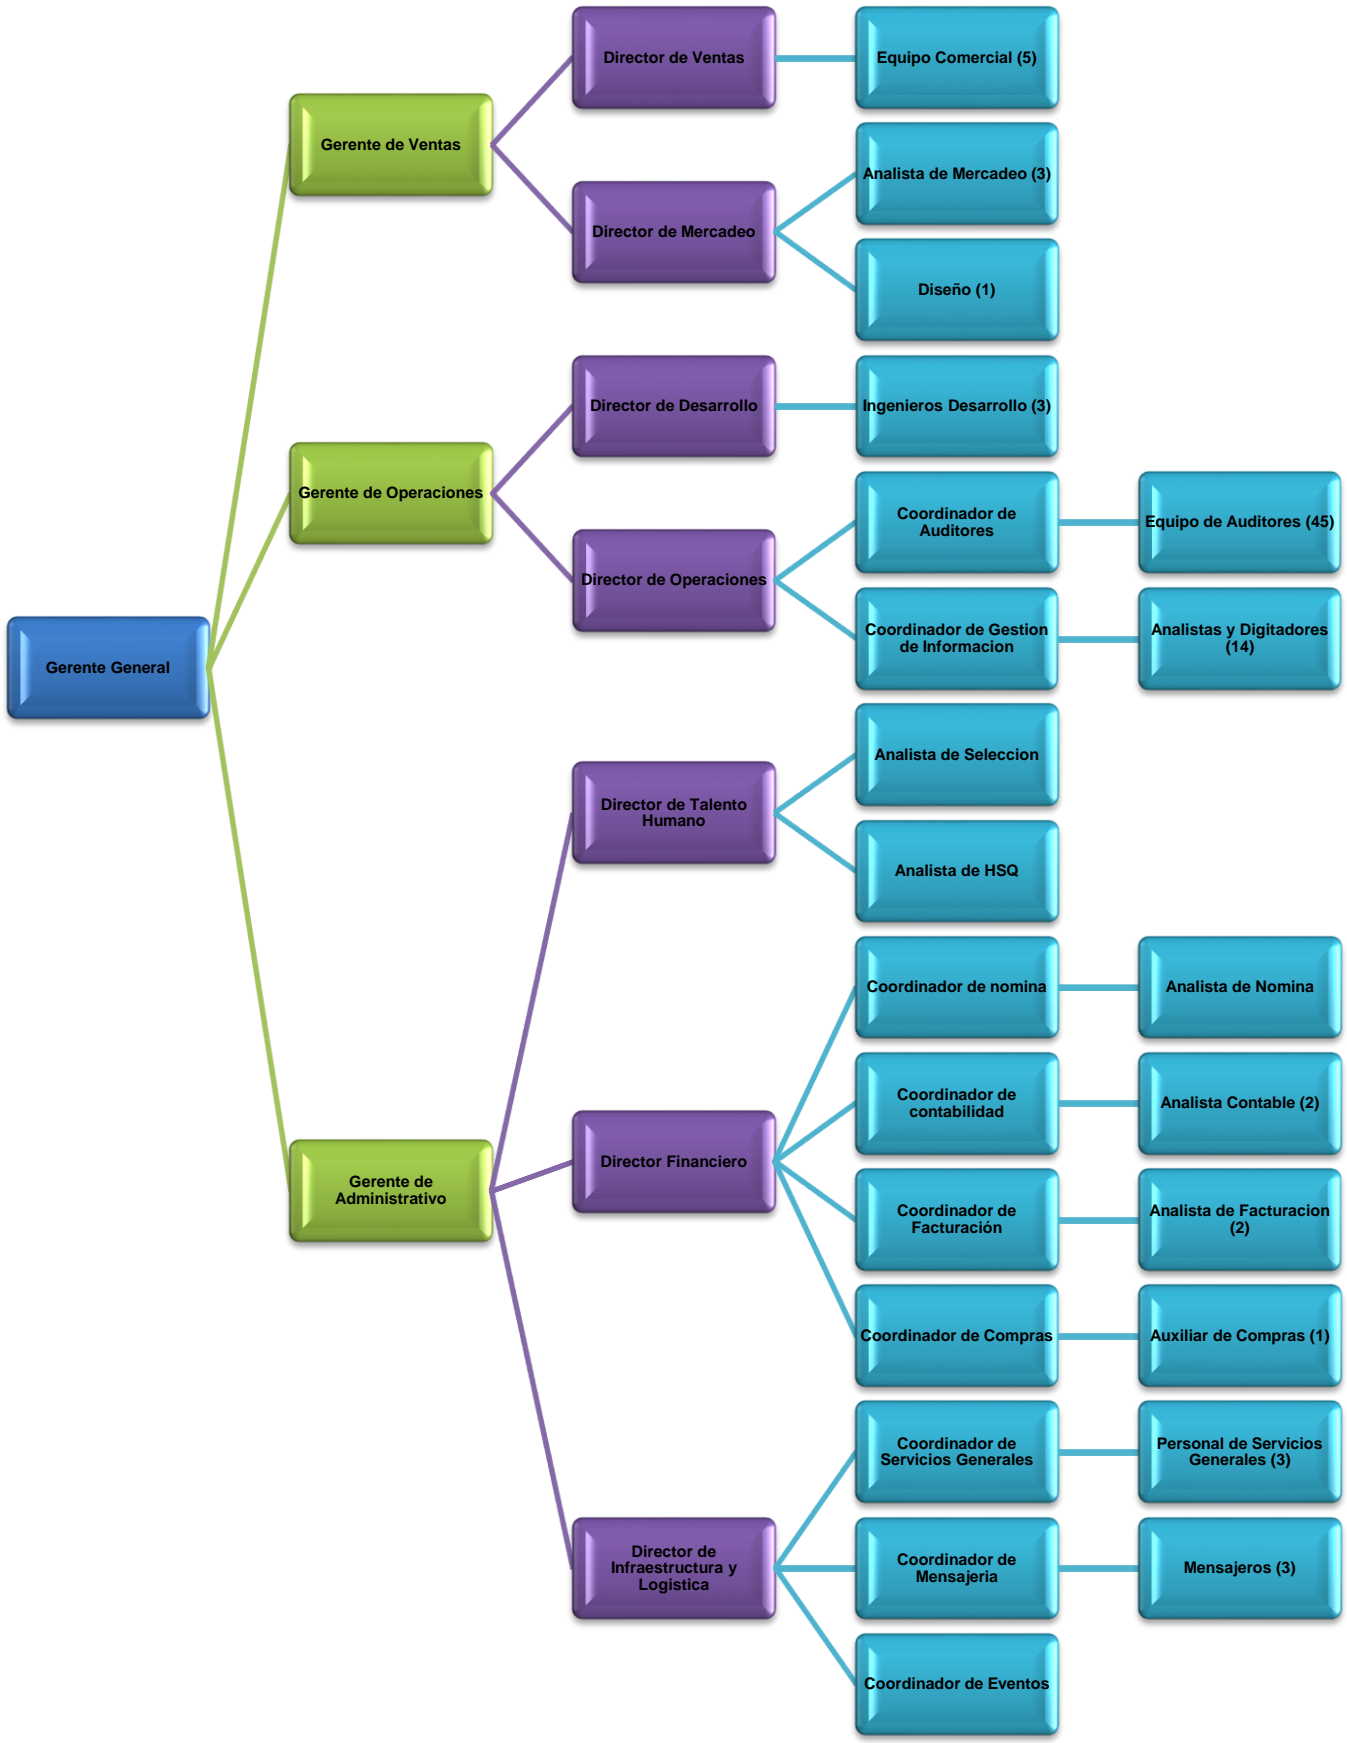 Gerente General
Gerente de Ventas
Director de Ventas
Equipo Comercial (5)
Director de Mercadeo
Analista de Mercadeo (3)
Diseño (1)
Gerente de Operaciones
Director de Desarrollo
Ingenieros Desarrollo (3)
Director de Operaciones
Coordinador de
Auditores
Equipo de Auditores (45)
Coordinador de Gestion
de Informacion
Analistas y Digitadores
(14)
Gerente de
Administrativo
Director de Talento
Humano
Analista de Seleccion
Analista de HSQ
Director Financiero
Coordinador de nomina
Analista de Nomina
Coordinador de
contabilidad
Analista Contable (2)
Coordinador de
Facturación
Analista de Facturacion
(2)
Coordinador de Compras
Auxiliar de Compras (1)
Director de
Infraestructura y
Logistica
Coordinador de
Servicios Generales
Personal de Servicios
Generales (3)
Coordinador de
Mensajeria
Mensajeros (3)
Coordinador de Eventos